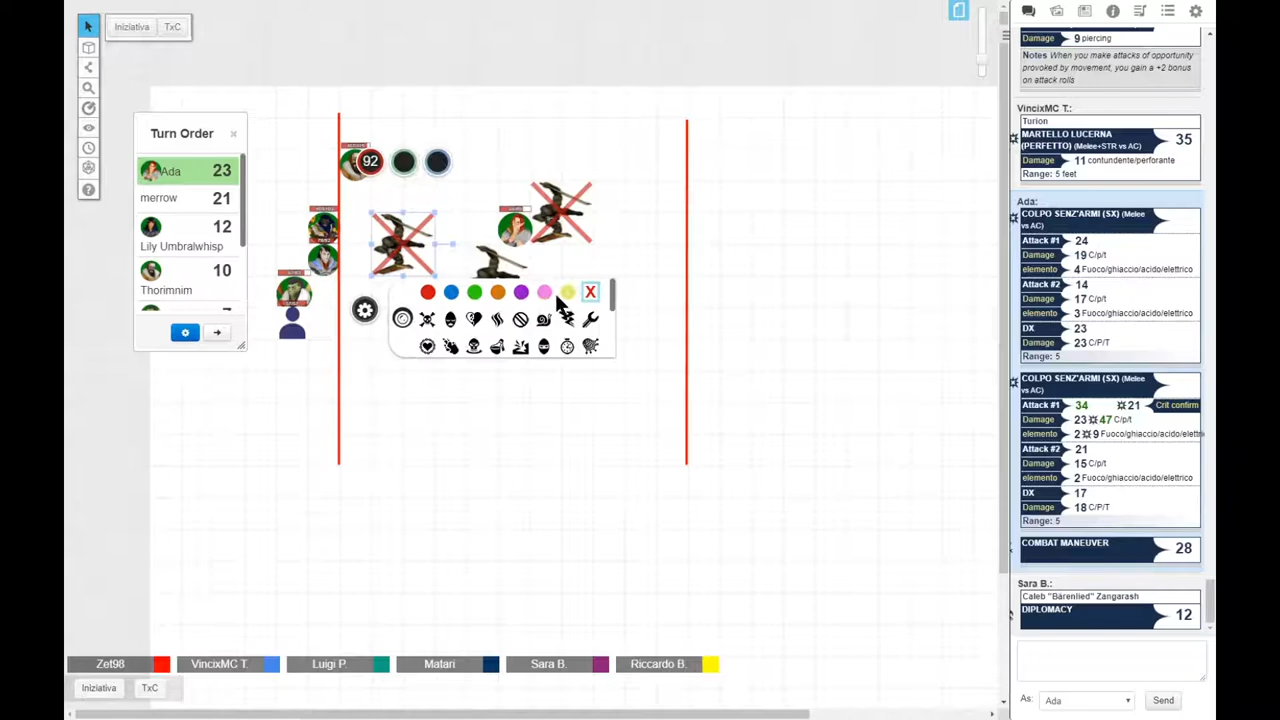 Iniziativa TxC
Turn Order ×
Ada 23
merrow 21
12
Lily Umbralwhisp
10
Thorimnim
92
X
Zet98 VincixMC T. Luigi P. Matari Sara B. Riccardo B.
Iniziativa TxC
Damage 9 piercing
Notes When you make attacks of opportunity
provoked by movement, you gain a +2 bonus
on attack rolls
VincixMC T.:
Turion
MARTELLO LUCERNA
(PERFETTO) (Melee+STR vs AC) 35
Damage 11 contundente/perforante
Range: 5 feet
Ada:
COLPO SENZ'ARMI (SX) (Melee
vs AC)
Attack #1 24
Damage 19 C/p/t
elemento 4 Fuoco/ghiaccio/acido/elettrico
Attack #2 14
Damage 17 C/p/t
elemento 3 Fuoco/ghiaccio/acido/elettrico
DX 23
Damage 23 C/P/T
Range: 5
COLPO SENZ'ARMI (SX) (Melee
vs AC)
Attack #1 34 21 Crit confirm
Damage 23 47 C/p/t
elemento 2 9 Fuoco/ghiaccio/acido/elettr
Attack #2 21
Damage 15 C/p/t
elemento 2 Fuoco/ghiaccio/acido/elettrico
DX 17
Damage 18 C/P/T
Range: 5
COMBAT MANEUVER 28
Sara B.:
Caleb "Bärenlied" Zangarash
DIPLOMACY 12
As: Ada Send